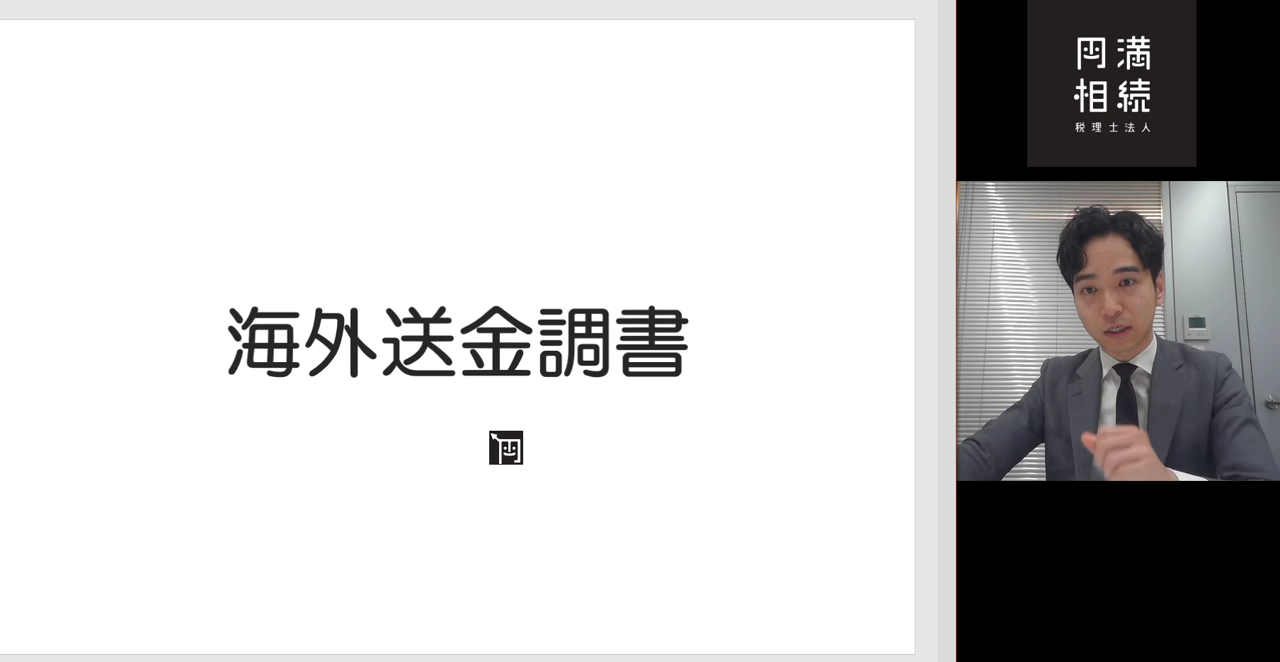 海外送金調書
円満
相続
税理士法人